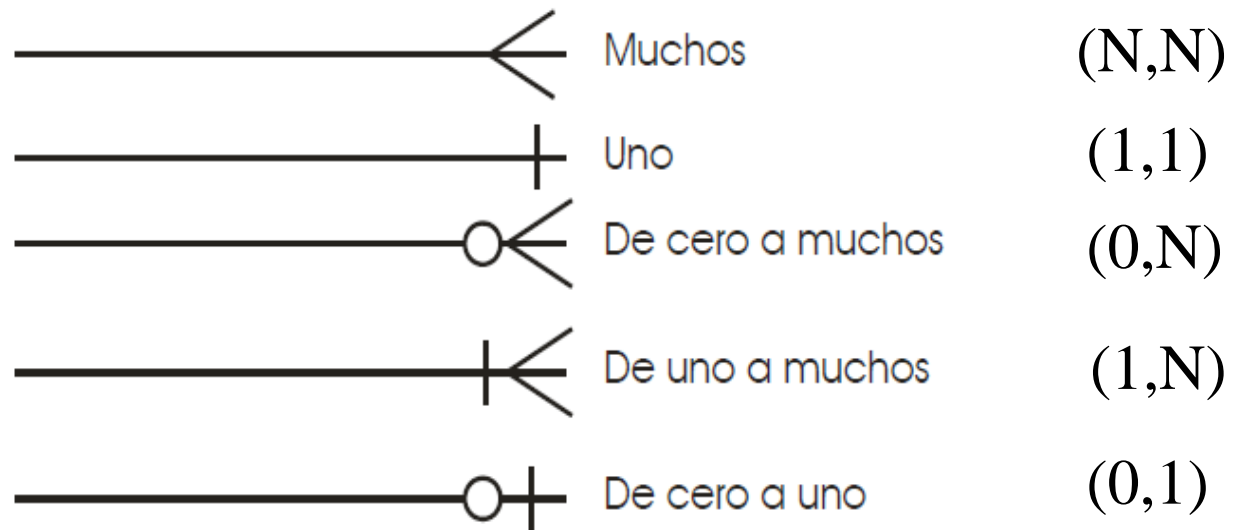 Muchos (N,N)
Uno (1,1)
De cero a muchos (0,N)
De uno a muchos (1,N)
De cero a uno (0,1)